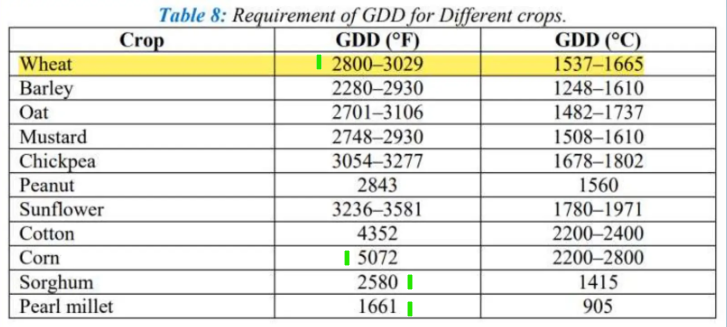 Table 8: Requirement of GDD for Different crops.
Crop GDD (°F) GDD (°C)
Wheat 2800–3029 1537–1665
Barley 2280–2930 1248–1610
Oat 2701–3106 1482–1737
Mustard 2748–2930 1508–1610
Chickpea 3054–3277 1678–1802
Peanut 2843 1560
Sunflower 3236–3581 1780–1971
Cotton 4352 2200–2400
Corn 5072 2200–2800
Sorghum 2580 1415
Pearl millet 1661 905